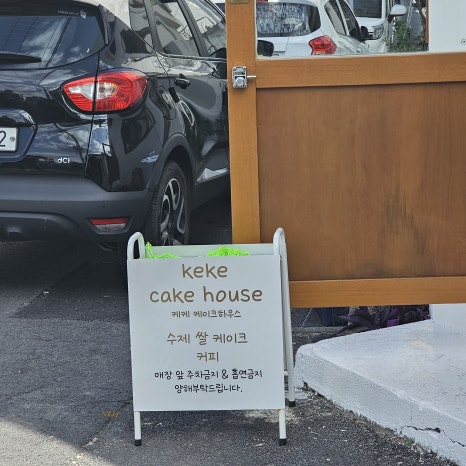 2
dCi
keke
cake house
케케 케이크하우스
수제 쌀 케이크
커피
매장 앞 주차금지 & 흡연금지
양해부탁드립니다.